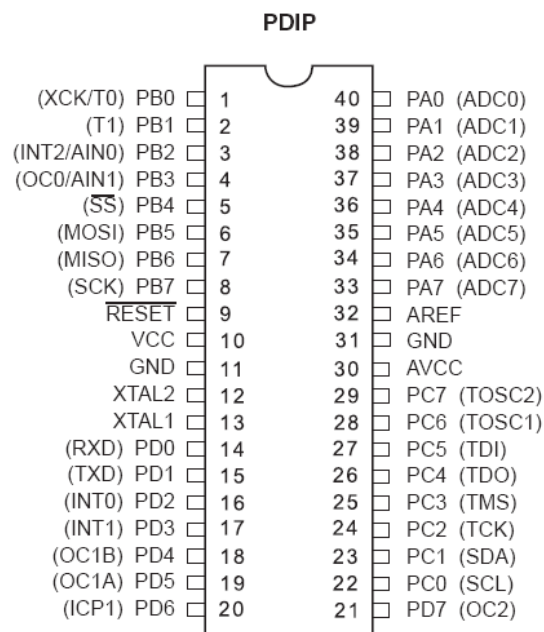 PDIP
(XCK/T0) PB0 1 40 PA0 (ADC0)
(T1) PB1 2 39 PA1 (ADC1)
(INT2/AIN0) PB2 3 38 PA2 (ADC2)
(OC0/AIN1) PB3 4 37 PA3 (ADC3)
(S̅S̅) PB4 5 36 PA4 (ADC4)
(MOSI) PB5 6 35 PA5 (ADC5)
(MISO) PB6 7 34 PA6 (ADC6)
(SCK) PB7 8 33 PA7 (ADC7)
R̅E̅S̅E̅T̅ 9 32 AREF
VCC 10 31 GND
GND 11 30 AVCC
XTAL2 12 29 PC7 (TOSC2)
XTAL1 13 28 PC6 (TOSC1)
(RXD) PD0 14 27 PC5 (TDI)
(TXD) PD1 15 26 PC4 (TDO)
(INT0) PD2 16 25 PC3 (TMS)
(INT1) PD3 17 24 PC2 (TCK)
(OC1B) PD4 18 23 PC1 (SDA)
(OC1A) PD5 19 22 PC0 (SCL)
(ICP1) PD6 20 21 PD7 (OC2)